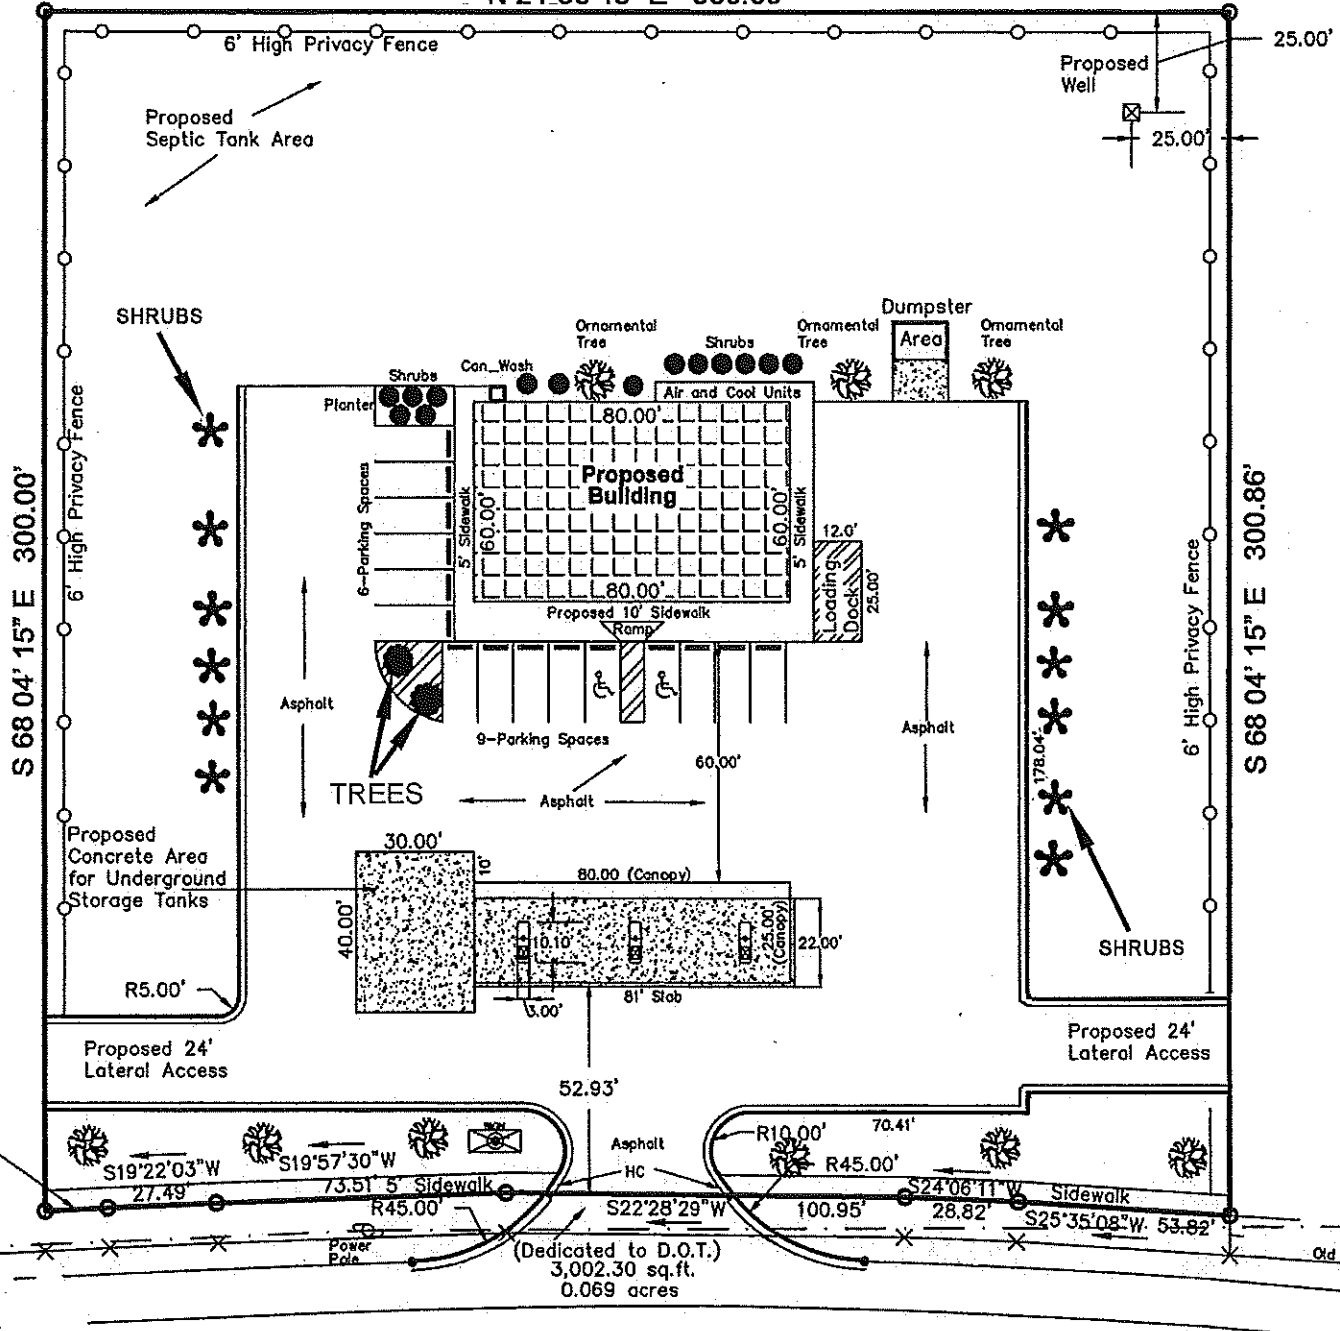 6' High Privacy Fence
25.00'
Proposed
Well
25.00'
Proposed
Septic Tank Area
SHRUBS
Dumpster
Area
Ornamental
Tree
Shrubs
Ornamental
Tree
Ornamental
Tree
Can_Wash
Shrubs
Planter
Air and Cool Units
80.00'
Proposed
Building
6-Parking Spaces
5' Sidewalk
60.00'
60.00'
5' Sidewalk
12.0'
Loading
Dock
25.00'
80.00'
Proposed 10' Sidewalk
Ramp
S 68 04' 15" E 300.00'
6' High Privacy Fence
6' High Privacy Fence
S 68 04' 15" E 300.86'
Asphalt
Asphalt
9-Parking Spaces
60.00'
178.04'
TREES
Asphalt
Proposed
Concrete Area
for Underground
Storage Tanks
30.00'
10'
40.00'
80.00 (Canopy)
10.10'
25.00'
(Canopy)
22.00'
3.00'
81' Slab
SHRUBS
R5.00'
Proposed 24'
Lateral Access
Proposed 24'
Lateral Access
52.93'
70.41'
R10.00'
Asphalt
HC
R45.00'
S19°22'03"W
27.49'
S19°57'30"W
73.51'
5' Sidewalk
R45.00'
S22°28'29"W
100.95'
S24°06'11"W
28.82'
Sidewalk
S25°35'08"W
53.82'
Power
Pole
(Dedicated to D.O.T.)
3,002.30 sq.ft.
0.069 acres
Old